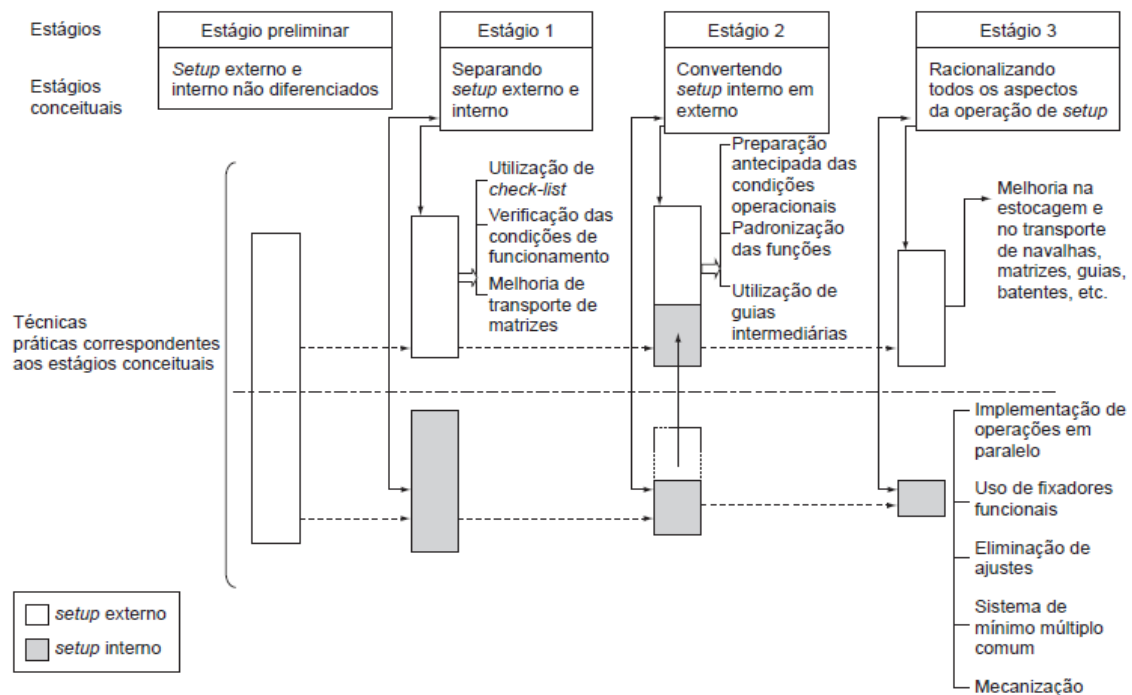 Estágios
Estágio preliminar
Estágio 1
Estágio 2
Estágio 3
Estágios
conceituais
Setup externo e
interno não diferenciados
Separando
setup externo e
interno
Convertendo
setup interno em
externo
Racionalizando
todos os aspectos
da operação de setup
Técnicas
práticas correspondentes
aos estágios conceituais
Utilização de
check-list
Verificação das
condições de
funcionamento
Melhoria de
transporte de
matrizes
Preparação
antecipada das
condições
operacionais
Padronização
das funções
Utilização de
guias
intermediárias
Melhoria na
estocagem e
no transporte
de navalhas,
matrizes, guias,
batentes, etc.
Implementação de
operações em
paralelo
Uso de fixadores
funcionais
Eliminação de
ajustes
Sistema de
mínimo múltiplo
comum
Mecanização
setup externo
setup interno